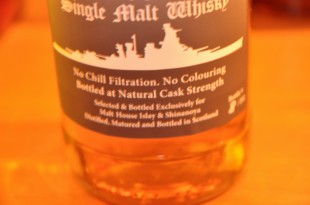 Single Malt Whisky
No Chill Filtration. No Colouring
Bottled at Natural Cask Strength
Selected & Bottled Exclusively for
Malt House Islay & Shinanoya
Distilled, Matured and Bottled in Scotland